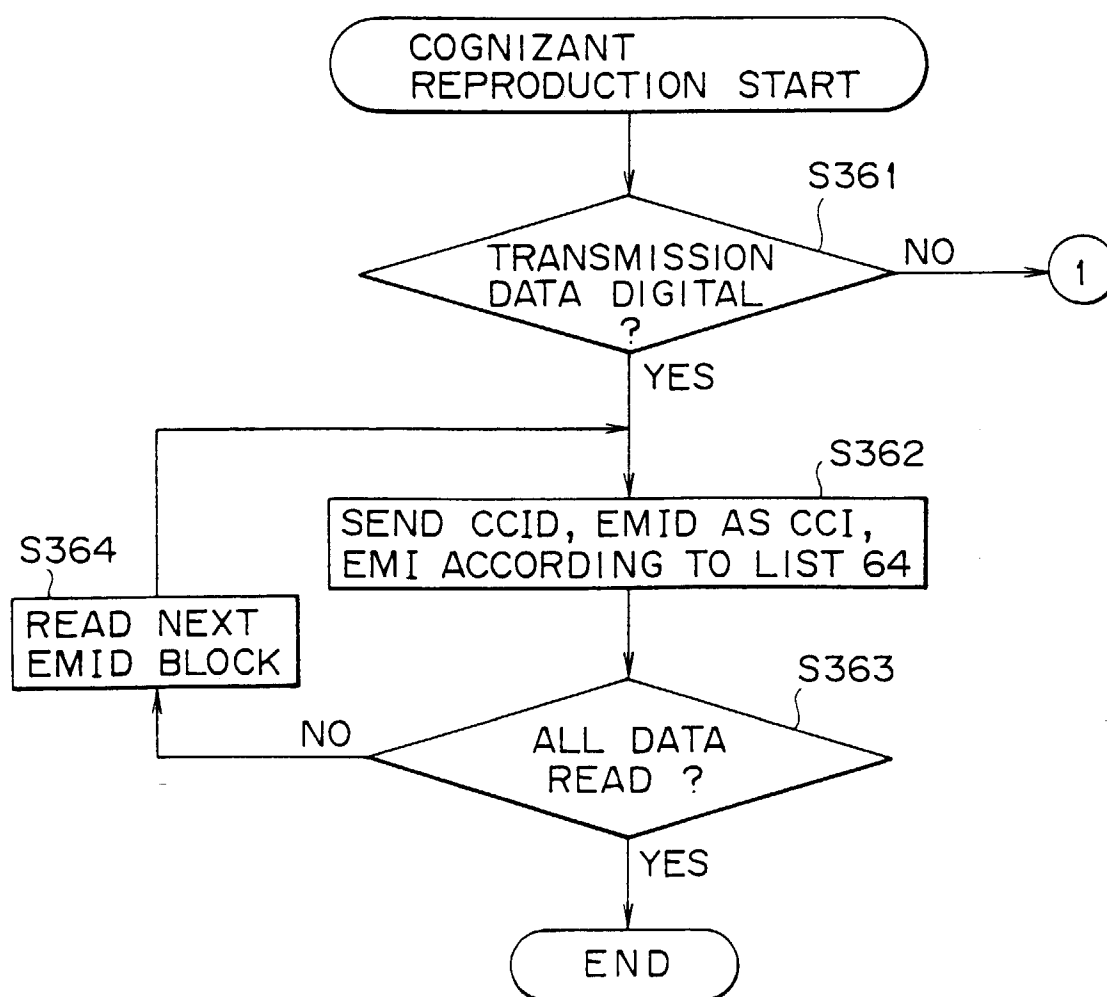 COGNIZANT
REPRODUCTION START
S361
TRANSMISSION
DATA DIGITAL
?
NO
1
YES
S362
SEND CCID, EMID AS CCI,
EMI ACCORDING TO LIST 64
S364
READ NEXT
EMID BLOCK
S363
NO
ALL DATA
READ ?
YES
END